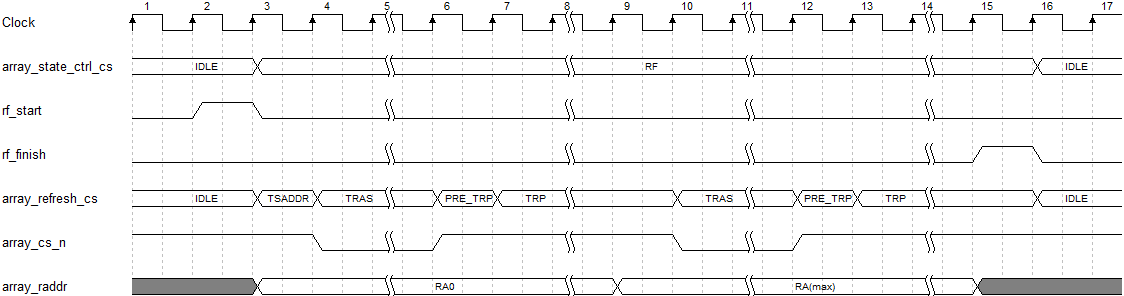 1 2 3 4 5 6 7 8 9 10 11 12 13 14 15 16 17
Clock
array_state_ctrl_cs IDLE RF IDLE
rf_start
rf_finish
array_refresh_cs IDLE TSADDR TRAS PRE_TRP TRP TRAS PRE_TRP TRP IDLE
array_cs_n
array_raddr RA0 RA(max)